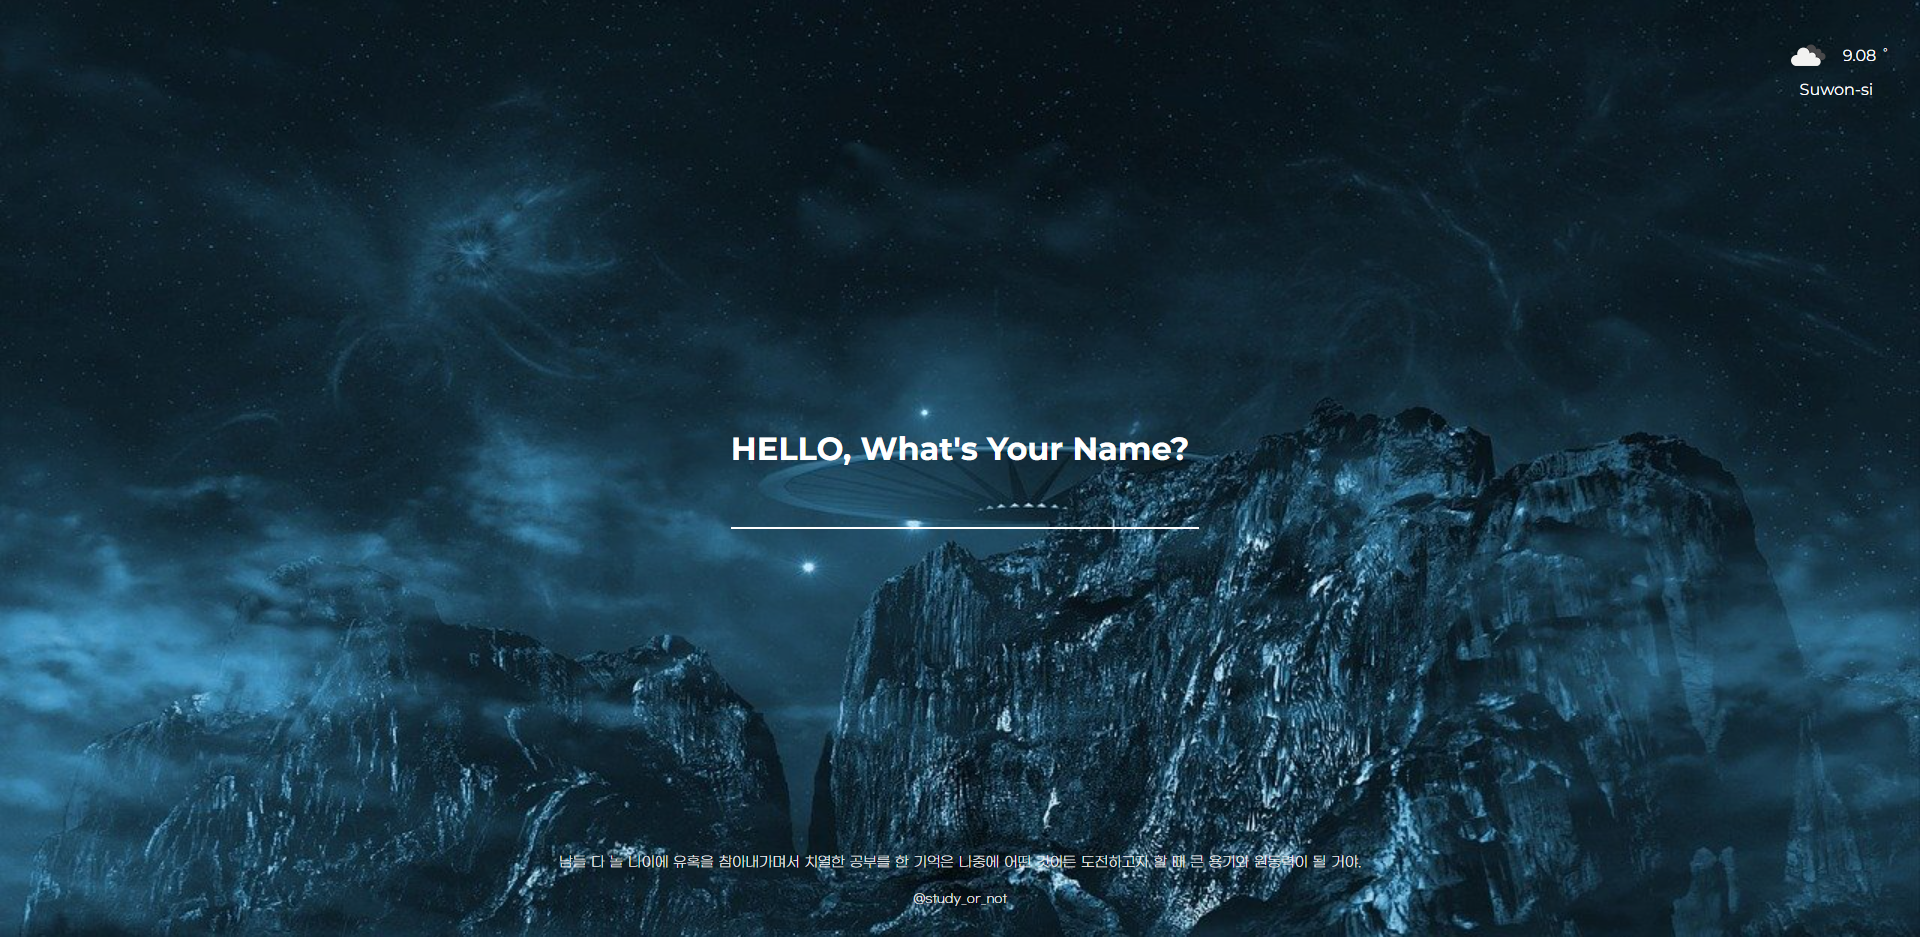 9.08 °
Suwon-si
HELLO, What's Your Name?
남들 다 놀 나이에 유혹을 참아내가며서 치열한 공부를 한 기억은 나중에 어떤 것이든 도전하고자 할 때 큰 용기와 원동력이 될 거야.
@study_or_not